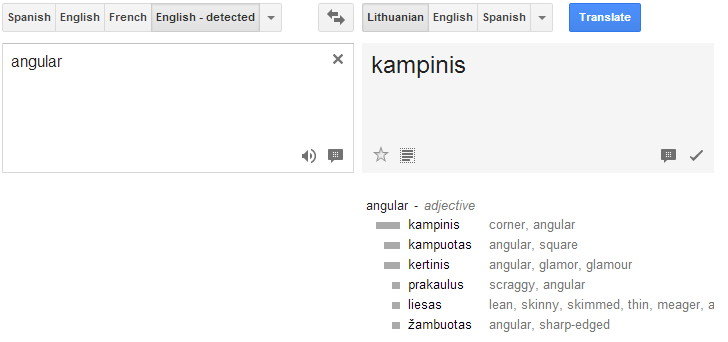 Spanish English French English - detected Lithuanian English Spanish Translate
angular kampinis
angular - adjective
kampinis corner, angular
kampuotas angular, square
kertinis angular, glamor, glamour
prakaulus scraggy, angular
liesas lean, skinny, skimmed, thin, meager, a
žambuotas angular, sharp-edged